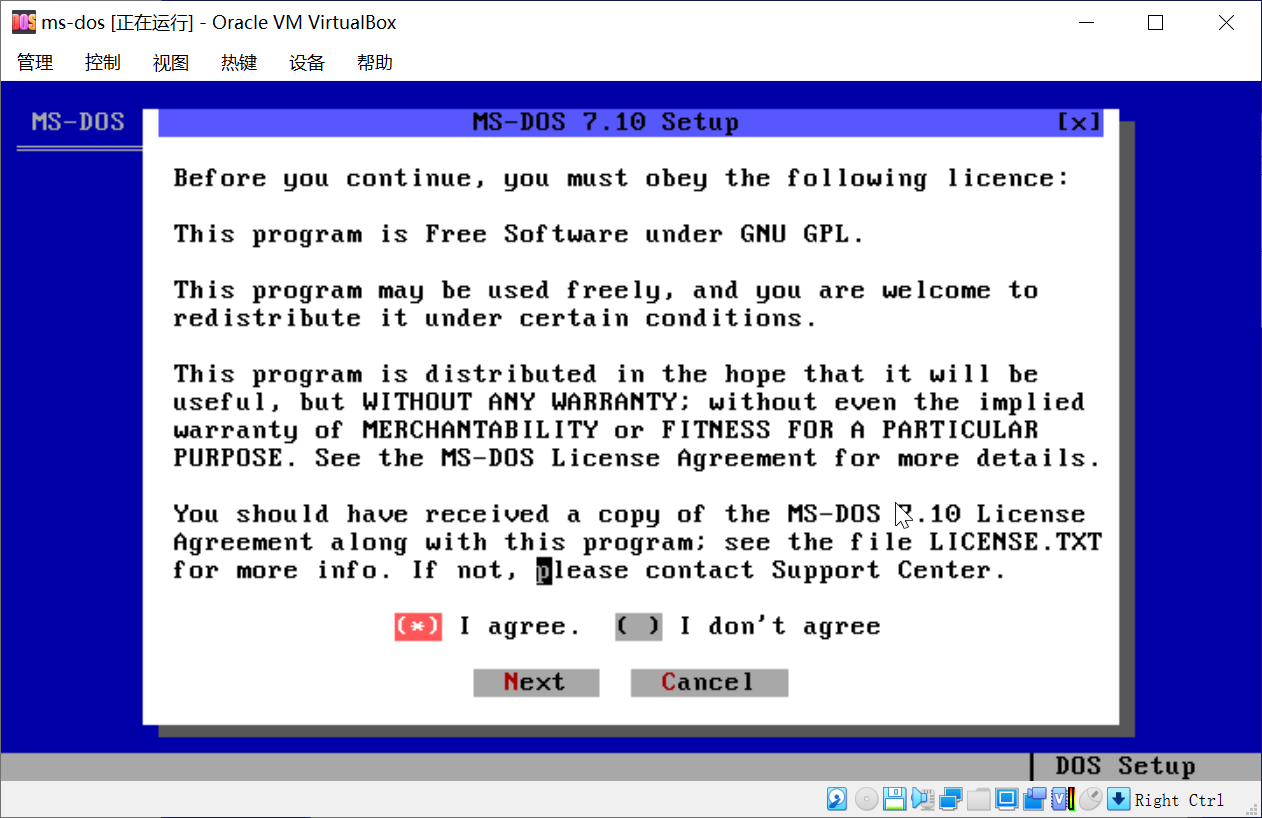 ms-dos [正在运行] - Oracle VM VirtualBox
管理 控制 视图 热键 设备 帮助
MS-DOS
MS-DOS 7.10 Setup [x]
Before you continue, you must obey the following licence:
This program is Free Software under GNU GPL.
This program may be used freely, and you are welcome to
redistribute it under certain conditions.
This program is distributed in the hope that it will be
useful, but WITHOUT ANY WARRANTY; without even the implied
warranty of MERCHANTABILITY or FITNESS FOR A PARTICULAR
PURPOSE. See the MS-DOS License Agreement for more details.
You should have received a copy of the MS-DOS 7.10 License
Agreement along with this program; see the file LICENSE.TXT
for more info. If not, please contact Support Center.
(*) I agree. ( ) I don't agree
Next Cancel
DOS Setup
Right Ctrl